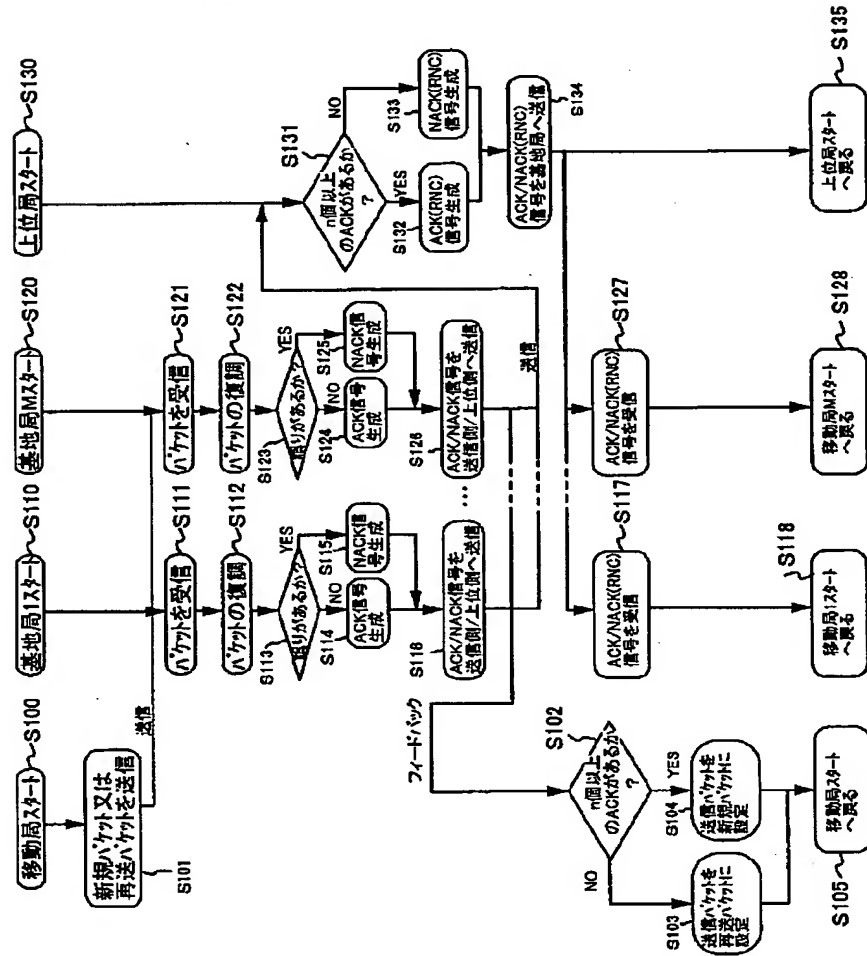 移動局スタート
S100
新規パケット又は
再送パケットを送信
S101
送信
基地局1スタート
S110
パケットを受信
S111
パケットの復調
S112
誤りがあるか?
S113
YES
NO
S114
ACK信号
生成
S115
NACK信
号生成
S118
ACK/NACK信号を
送信側/上位側へ送信
…
基地局Mスタート
S120
パケットを受信
S121
パケットの復調
S122
誤りがあるか?
S123
YES
NO
S124
ACK信号
生成
S125
NACK信
号生成
S126
ACK/NACK信号を
送信側/上位側へ送信
送信
フィードバック
上位局スタート
S130
n個以上
のACKがあるか
?
S131
NO
YES
S132
ACK(RNC)
信号生成
S133
NACK(RNC)
信号生成
ACK/NACK(RNC)
信号を基地局へ送信
S134
n個以上
のACKがあるか
?
S102
NO
YES
S103
送信パケットを
再送パケットに
設定
S104
送信パケットを
新規パケットに
設定
移動局スタート
へ戻る
S105
ACK/NACK(RNC)
信号を受信
S117
移動局1スタート
へ戻る
S118
ACK/NACK(RNC)
信号を受信
S127
移動局Mスタート
へ戻る
S128
上位局スタート
へ戻る
S135